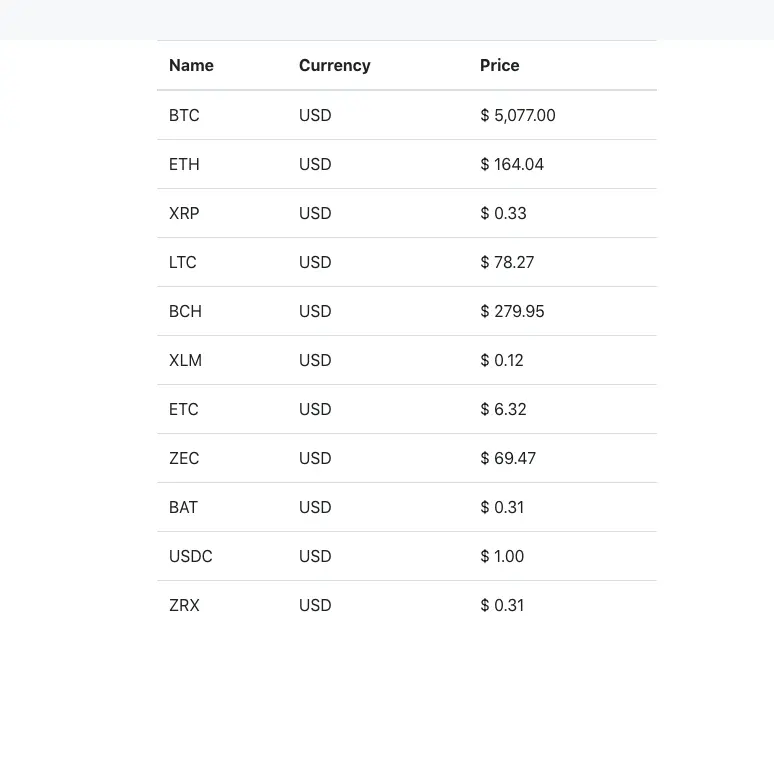 Name Currency Price
BTC USD $ 5,077.00
ETH USD $ 164.04
XRP USD $ 0.33
LTC USD $ 78.27
BCH USD $ 279.95
XLM USD $ 0.12
ETC USD $ 6.32
ZEC USD $ 69.47
BAT USD $ 0.31
USDC USD $ 1.00
ZRX USD $ 0.31